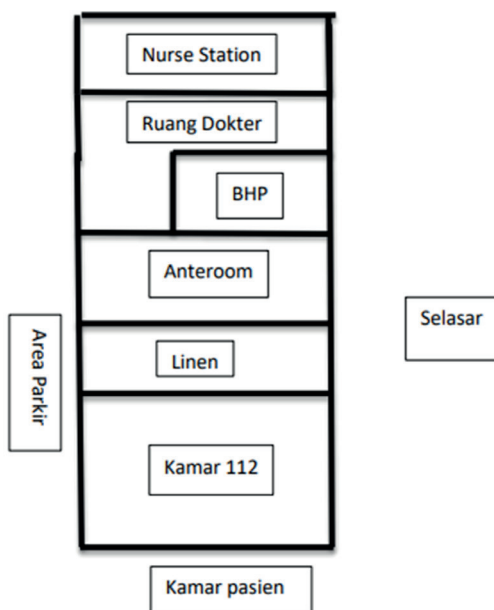 Nurse Station
Ruang Dokter
BHP
Anteroom
Area Parkir
Selasar
Linen
Kamar 112
Kamar pasien